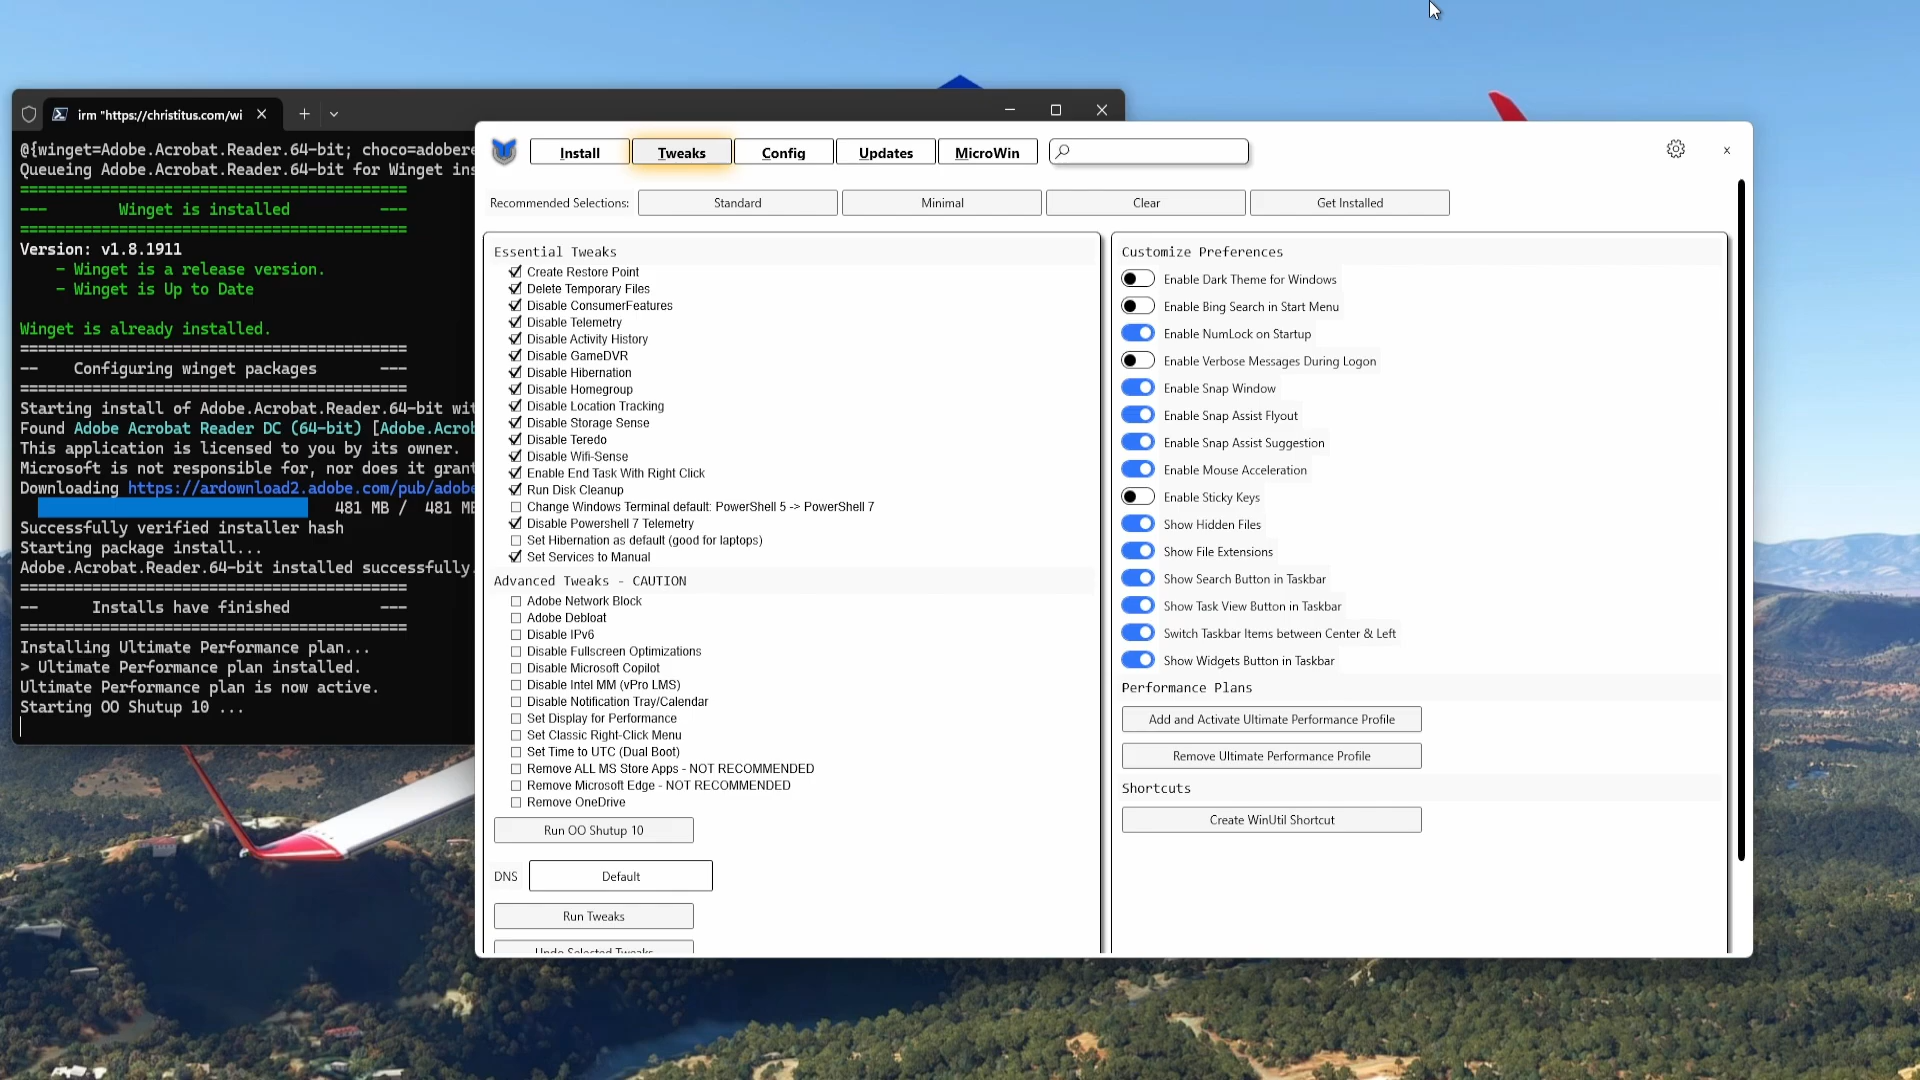 irm "https://christitus.com/wi
@{winget=Adobe.Acrobat.Reader.64-bit; choco=adobere
Queueing Adobe.Acrobat.Reader.64-bit for Winget ins
===========================================
--- Winget is installed ---
===========================================
Version: v1.8.1911
- Winget is a release version.
- Winget is Up to Date
Winget is already installed.
===========================================
-- Configuring winget packages ---
===========================================
Starting install of Adobe.Acrobat.Reader.64-bit wit
Found Adobe Acrobat Reader DC (64-bit) [Adobe.Acrob
This application is licensed to you by its owner.
Microsoft is not responsible for, nor does it grant
Downloading https://ardownload2.adobe.com/pub/adobe
481 MB / 481 MB
Successfully verified installer hash
Starting package install...
Adobe.Acrobat.Reader.64-bit installed successfully.
===========================================
-- Installs have finished ---
===========================================
Installing Ultimate Performance plan...
> Ultimate Performance plan installed.
Ultimate Performance plan is now active.
Starting OO Shutup 10 ...
Install
Tweaks
Config
Updates
MicroWin
Recommended Selections:
Standard
Minimal
Clear
Get Installed
Essential Tweaks
Create Restore Point
Delete Temporary Files
Disable ConsumerFeatures
Disable Telemetry
Disable Activity History
Disable GameDVR
Disable Hibernation
Disable Homegroup
Disable Location Tracking
Disable Storage Sense
Disable Teredo
Disable Wifi-Sense
Enable End Task With Right Click
Run Disk Cleanup
Change Windows Terminal default: PowerShell 5 -> PowerShell 7
Disable Powershell 7 Telemetry
Set Hibernation as default (good for laptops)
Set Services to Manual
Advanced Tweaks - CAUTION
Adobe Network Block
Adobe Debloat
Disable IPv6
Disable Fullscreen Optimizations
Disable Microsoft Copilot
Disable Intel MM (vPro LMS)
Disable Notification Tray/Calendar
Set Display for Performance
Set Classic Right-Click Menu
Set Time to UTC (Dual Boot)
Remove ALL MS Store Apps - NOT RECOMMENDED
Remove Microsoft Edge - NOT RECOMMENDED
Remove OneDrive
Run OO Shutup 10
DNS Default
Run Tweaks
Undo Selected Tweaks
Customize Preferences
Enable Dark Theme for Windows
Enable Bing Search in Start Menu
Enable NumLock on Startup
Enable Verbose Messages During Logon
Enable Snap Window
Enable Snap Assist Flyout
Enable Snap Assist Suggestion
Enable Mouse Acceleration
Enable Sticky Keys
Show Hidden Files
Show File Extensions
Show Search Button in Taskbar
Show Task View Button in Taskbar
Switch Taskbar Items between Center & Left
Show Widgets Button in Taskbar
Performance Plans
Add and Activate Ultimate Performance Profile
Remove Ultimate Performance Profile
Shortcuts
Create WinUtil Shortcut